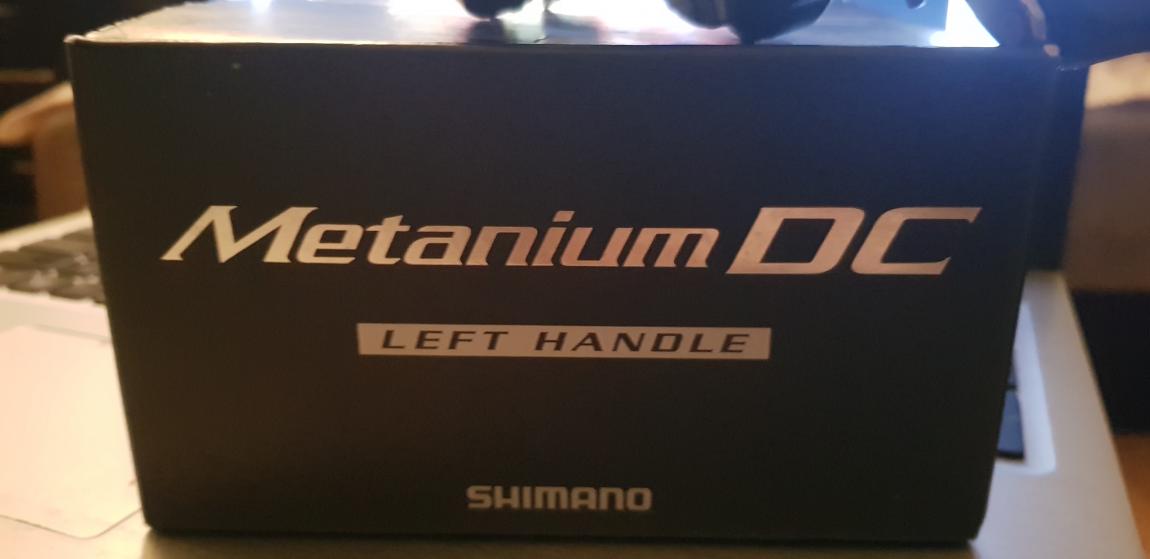 Metanium DC
LEFT HANDLE
SHIMANO